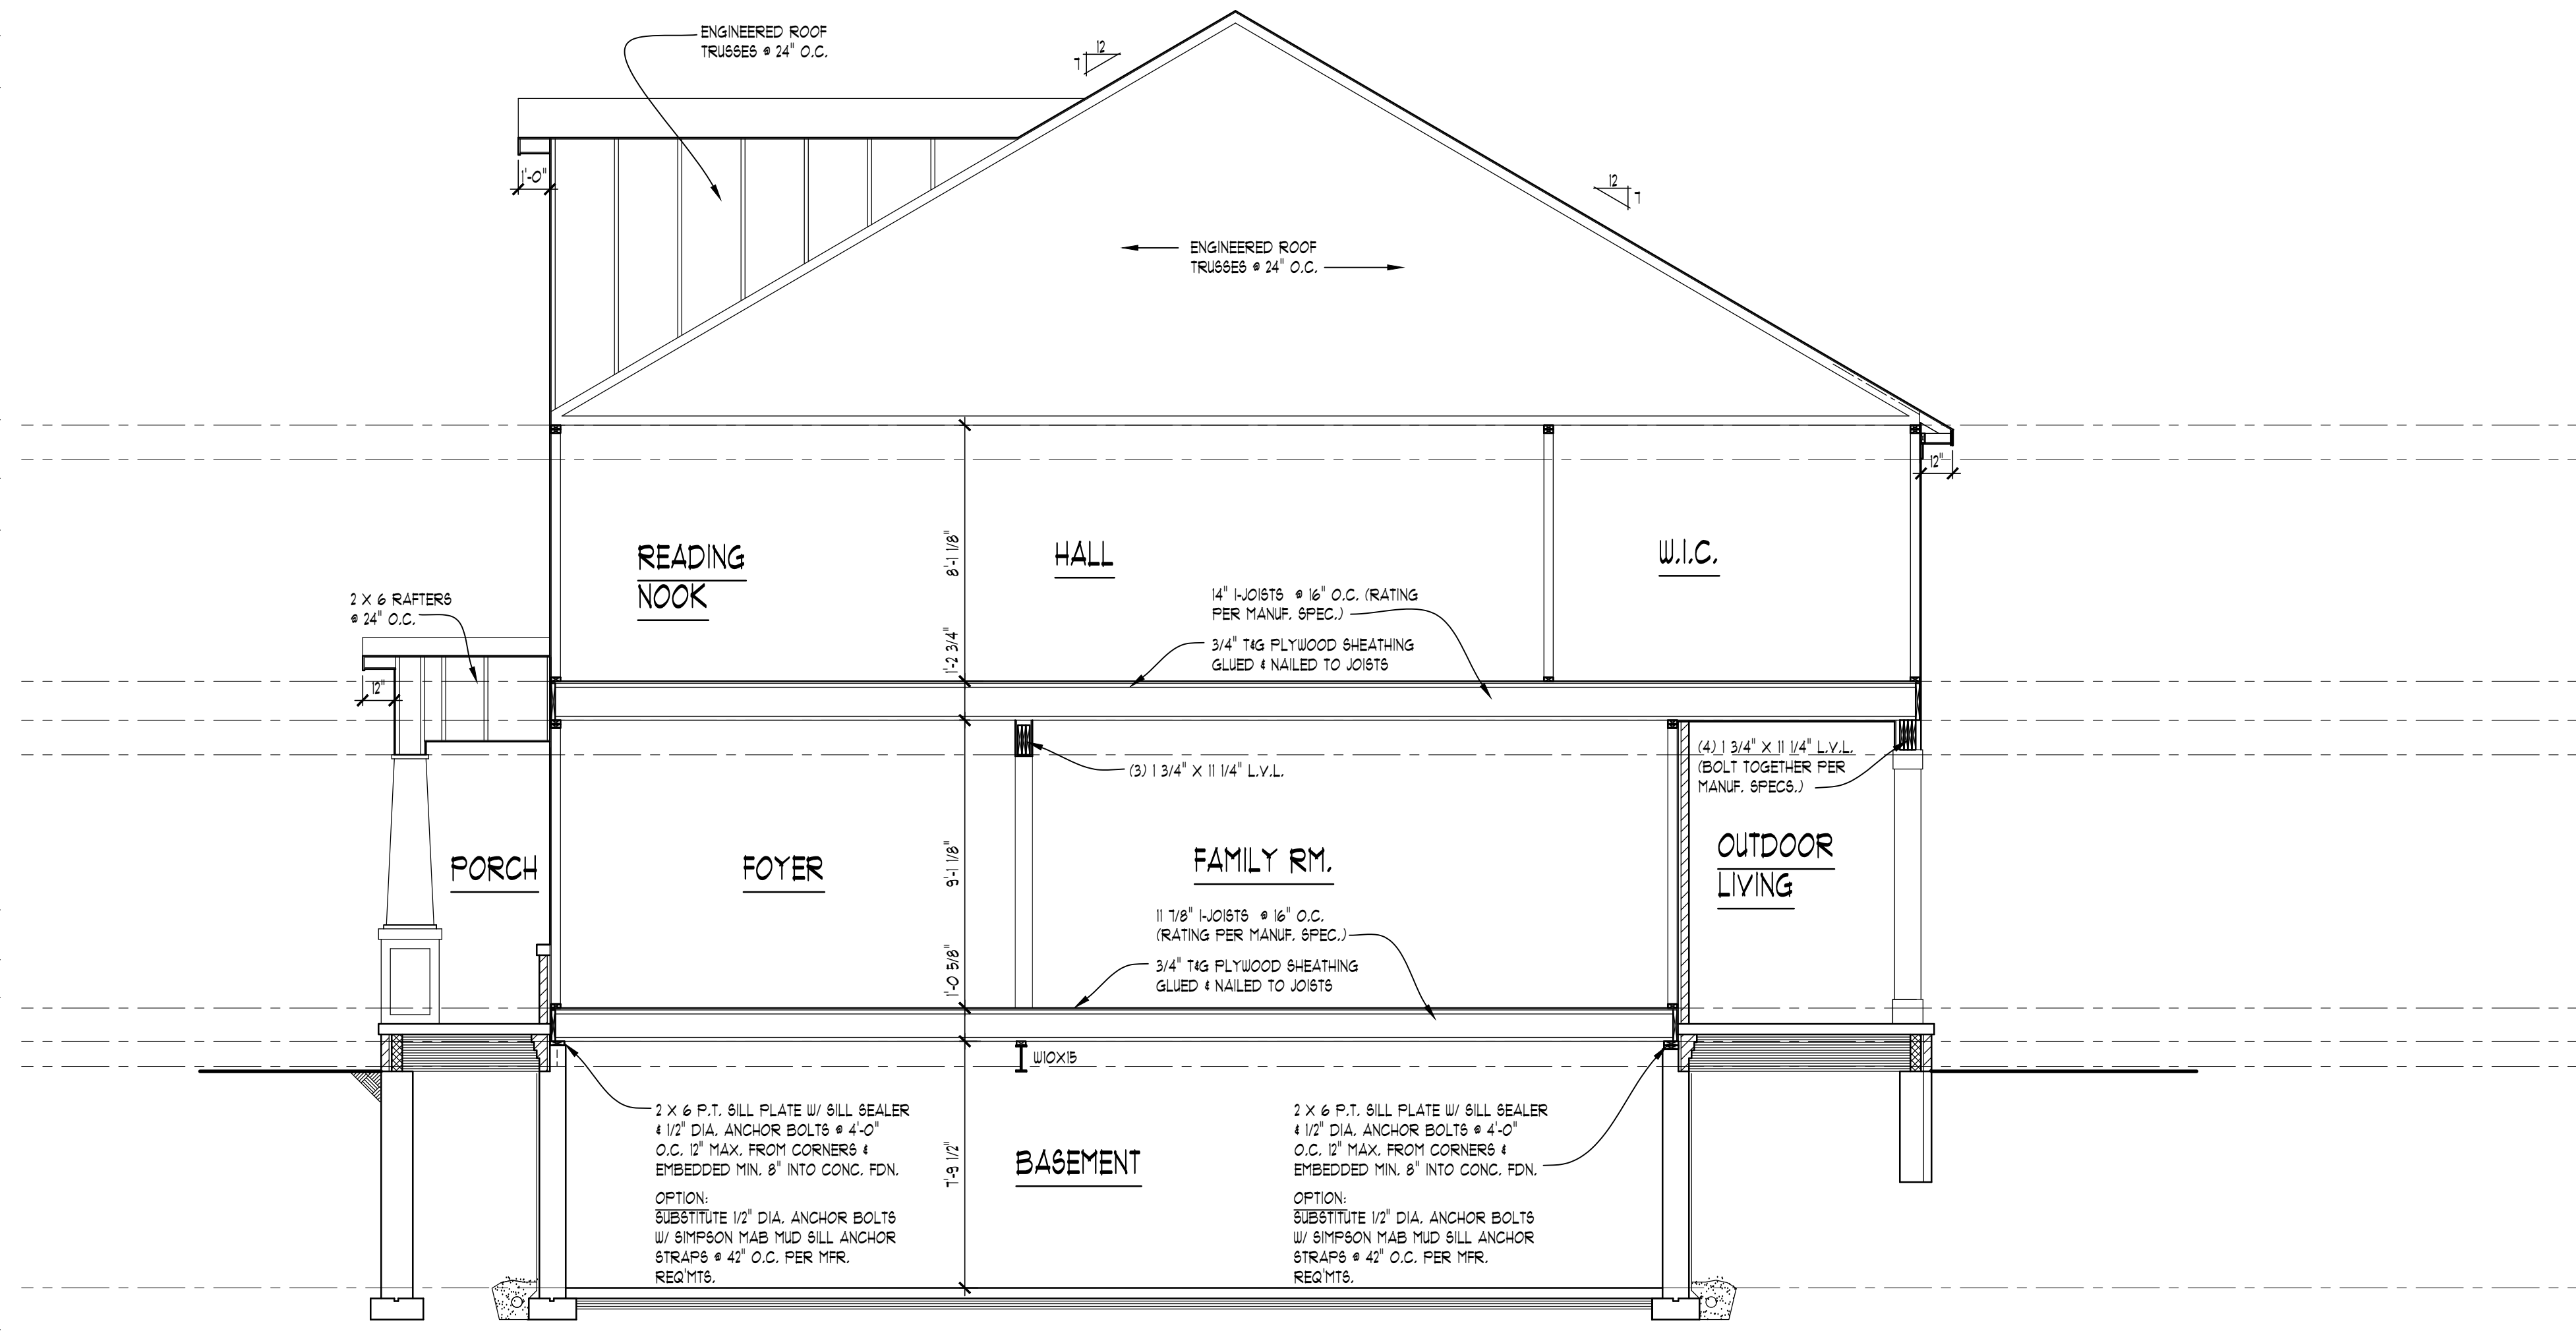 ENGINEERED ROOF
TRUSSES @ 24" O.C.
12
7
1'-0"
12
7
ENGINEERED ROOF
TRUSSES @ 24" O.C.
12"
8'-1 1/8"
READING
NOOK
HALL
W.I.C.
2 X 6 RAFTERS
@ 24" O.C.
14" I-JOISTS @ 16" O.C. (RATING
PER MANUF. SPEC.)
3/4" T&G PLYWOOD SHEATHING
GLUED & NAILED TO JOISTS
1'-2 3/4"
12"
(3) 1 3/4" X 11 1/4" L.V.L.
(4) 1 3/4" X 11 1/4" L.V.L.
(BOLT TOGETHER PER
MANUF. SPECS.)
PORCH
FOYER
9'-1 1/8"
FAMILY RM.
OUTDOOR
LIVING
11 7/8" I-JOISTS @ 16" O.C.
(RATING PER MANUF. SPEC.)
3/4" T&G PLYWOOD SHEATHING
GLUED & NAILED TO JOISTS
1'-0 5/8"
W10X15
2 X 6 P.T. SILL PLATE W/ SILL SEALER
& 1/2" DIA. ANCHOR BOLTS @ 4'-0"
O.C. 12" MAX. FROM CORNERS &
EMBEDDED MIN. 8" INTO CONC. FDN.
OPTION:
SUBSTITUTE 1/2" DIA. ANCHOR BOLTS
W/ SIMPSON MAB MUD SILL ANCHOR
STRAPS @ 42" O.C. PER MFR.
REQ'MTS.
7'-9 1/2"
BASEMENT
2 X 6 P.T. SILL PLATE W/ SILL SEALER
& 1/2" DIA. ANCHOR BOLTS @ 4'-0"
O.C. 12" MAX. FROM CORNERS &
EMBEDDED MIN. 8" INTO CONC. FDN.
OPTION:
SUBSTITUTE 1/2" DIA. ANCHOR BOLTS
W/ SIMPSON MAB MUD SILL ANCHOR
STRAPS @ 42" O.C. PER MFR.
REQ'MTS.